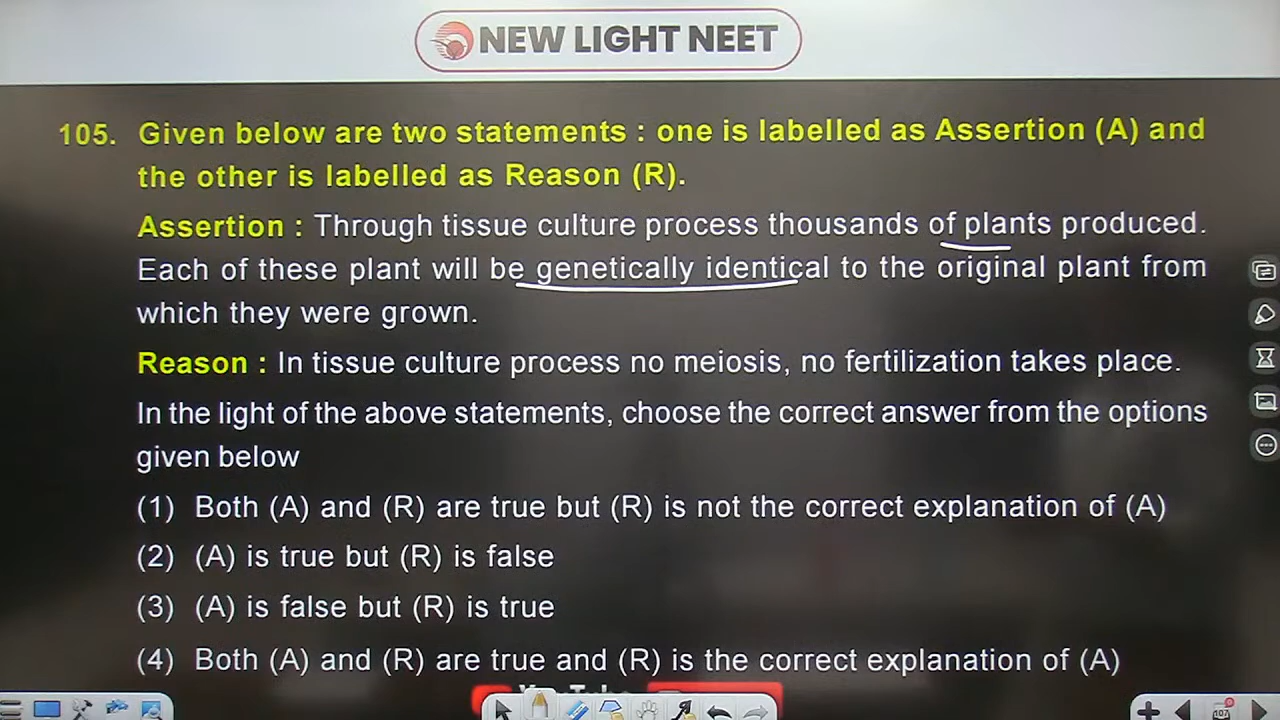 NEW LIGHT NEET
105. Given below are two statements : one is labelled as Assertion (A) and
the other is labelled as Reason (R).
Assertion : Through tissue culture process thousands of plants produced.
Each of these plant will be genetically identical to the original plant from
which they were grown.
Reason : In tissue culture process no meiosis, no fertilization takes place.
In the light of the above statements, choose the correct answer from the options
given below
(1) Both (A) and (R) are true but (R) is not the correct explanation of (A)
(2) (A) is true but (R) is false
(3) (A) is false but (R) is true
(4) Both (A) and (R) are true and (R) is the correct explanation of (A)